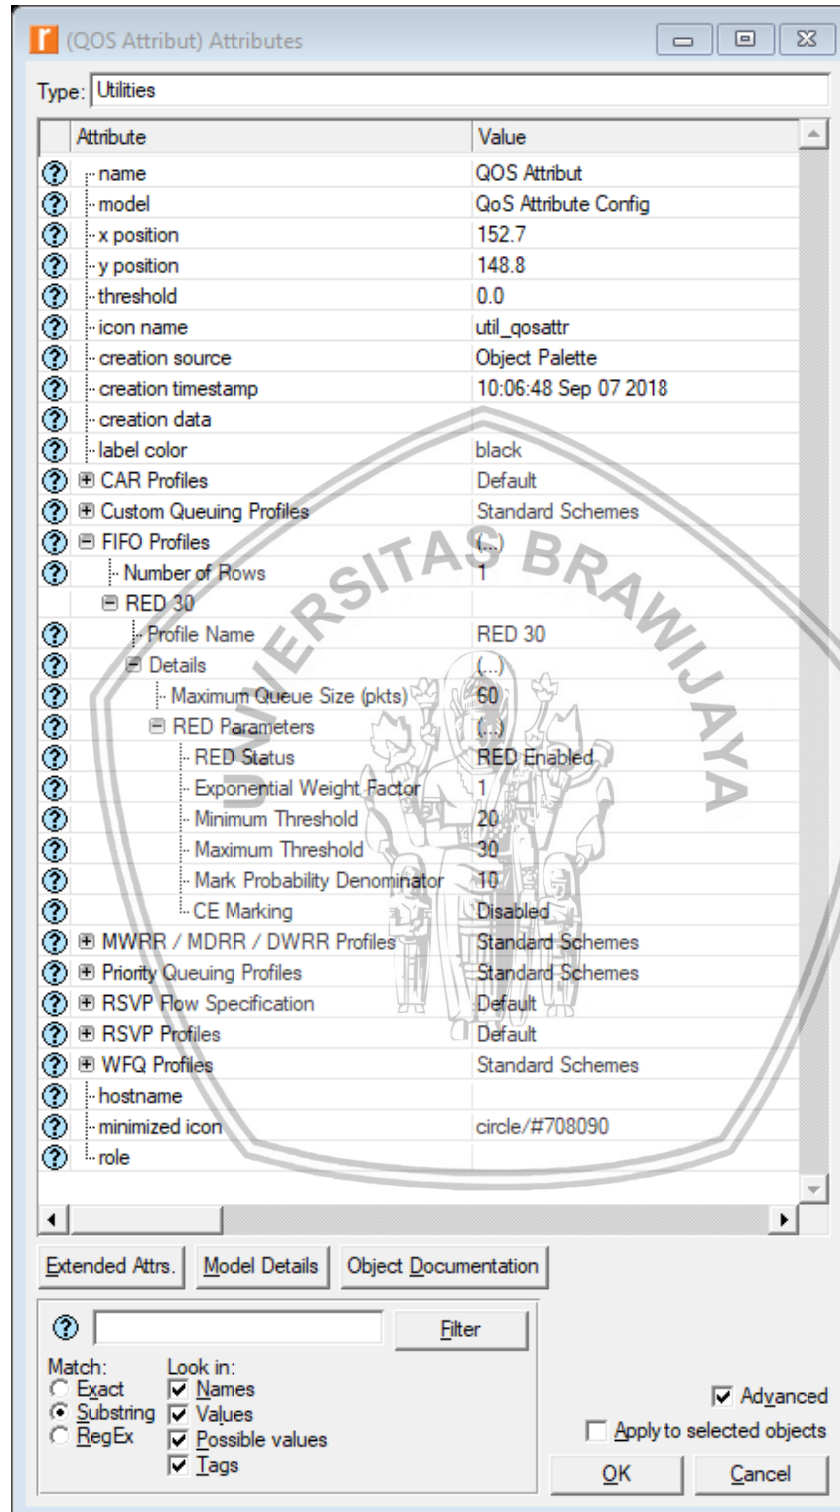 (QOS Attribut) Attributes
Type: Utilities
Attribute Value
name QOS Attribut
model QoS Attribute Config
x position 152.7
y position 148.8
threshold 0.0
icon name util_qosattr
creation source Object Palette
creation timestamp 10:06:48 Sep 07 2018
creation data
label color black
CAR Profiles Default
Custom Queuing Profiles Standard Schemes
FIFO Profiles (...)
Number of Rows 1
RED 30
Profile Name RED 30
Details (...)
Maximum Queue Size (pkts) 60
RED Parameters (...)
RED Status RED Enabled
Exponential Weight Factor 1
Minimum Threshold 20
Maximum Threshold 30
Mark Probability Denominator 10
CE Marking Disabled
MWRR / MDRR / DWRR Profiles Standard Schemes
Priority Queuing Profiles Standard Schemes
RSVP Flow Specification Default
RSVP Profiles Default
WFQ Profiles Standard Schemes
hostname
minimized icon circle/#708090
role
UNIVERSITAS BRAWIJAYA
Extended Attrs. Model Details Object Documentation
Filter
Match: Look in:
Exact Names
Substring Values
RegEx Possible values
Tags
Advanced
Apply to selected objects
OK Cancel